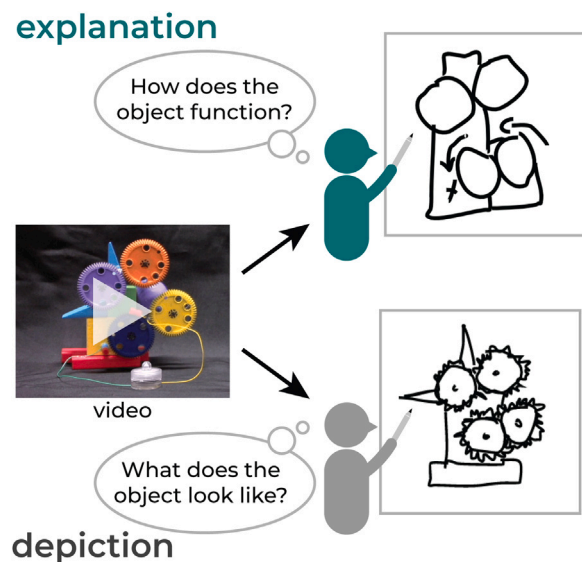 explanation
How does the
object function?
video
What does the
object look like?
depiction